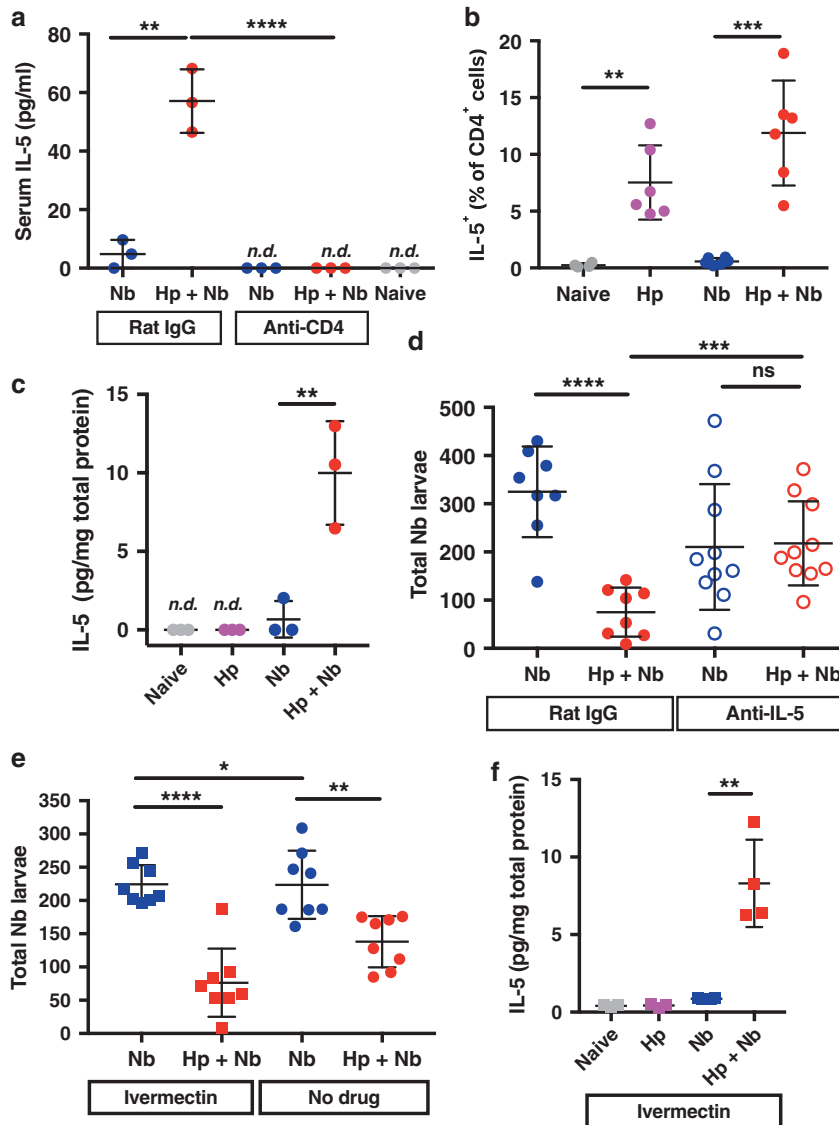 a
** ****
Serum IL-5 (pg/ml)
80
60
40
20
0
n.d. n.d. n.d.
Nb Hp + Nb Nb Hp + Nb Naive
Rat IgG Anti-CD4
b
** ***
IL-5⁺ (% of CD4⁺ cells)
20
15
10
5
0
Naive Hp Nb Hp + Nb
c
**
IL-5 (pg/mg total protein)
15
10
5
0
n.d. n.d.
Naive Hp Nb Hp + Nb
d
***
**** ns
Total Nb larvae
500
400
300
200
100
0
Nb Hp + Nb Nb Hp + Nb
Rat IgG Anti-IL-5
e
*
**** **
Total Nb larvae
350
300
250
200
150
100
50
0
Nb Hp + Nb Nb Hp + Nb
Ivermectin No drug
f
**
IL-5 (pg/mg total protein)
15
10
5
0
Naive Hp Nb Hp + Nb
Ivermectin